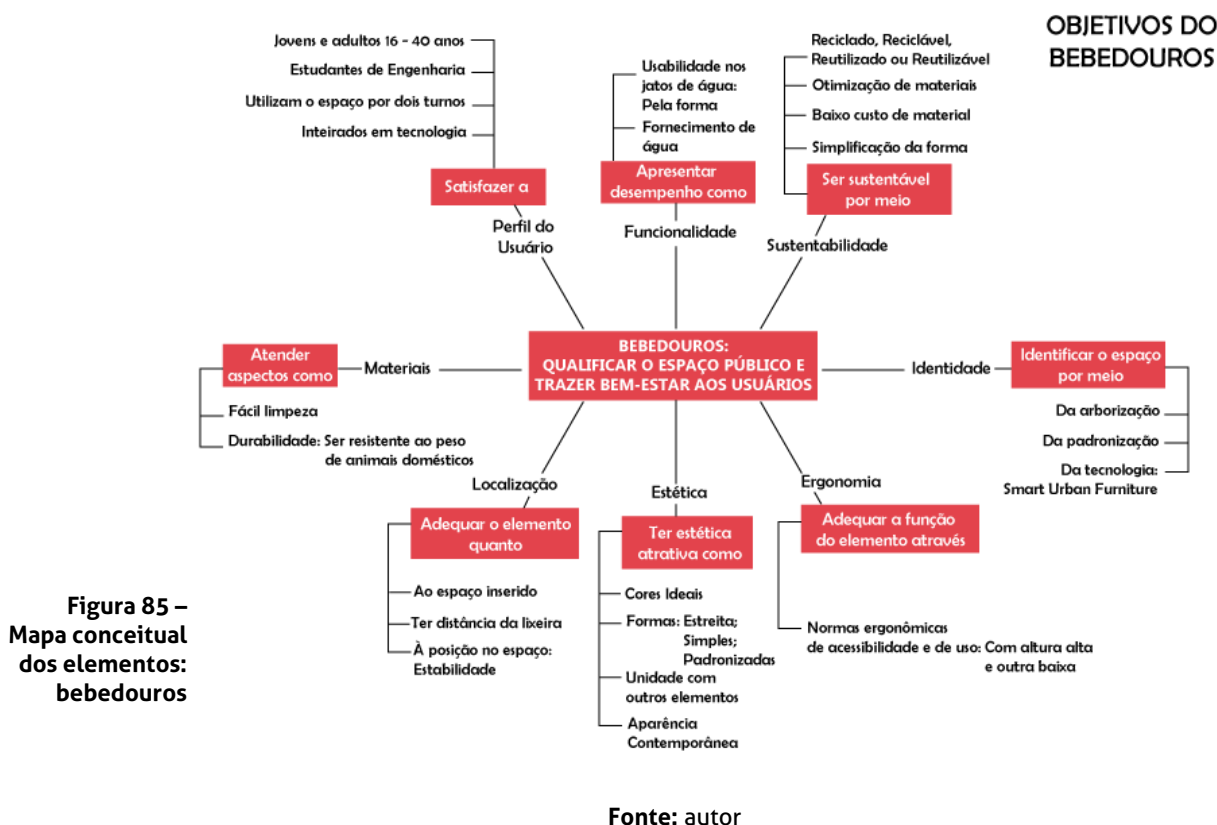 OBJETIVOS DO
BEBEDOUROS
Jovens e adultos 16 - 40 anos
Estudantes de Engenharia
Utilizam o espaço por dois turnos
Inteirados em tecnologia
Satisfazer a
Perfil do
Usuário
Usabilidade nos
jatos de água:
Pela forma
Fornecimento de
água
Apresentar
desempenho como
Funcionalidade
Reciclado, Reciclável,
Reutilizado ou Reutilizável
Otimização de materiais
Baixo custo de material
Simplificação da forma
Ser sustentável
por meio
Sustentabilidade
BEBEDOUROS:
QUALIFICAR O ESPAÇO PÚBLICO E
TRAZER BEM-ESTAR AOS USUÁRIOS
Atender
aspectos como
Materiais
Fácil limpeza
Durabilidade: Ser resistente ao peso
de animais domésticos
Identidade
Identificar o espaço
por meio
Da arborização
Da padronização
Da tecnologia:
Smart Urban Furniture
Localização
Adequar o elemento
quanto
Ao espaço inserido
Ter distância da lixeira
À posição no espaço:
Estabilidade
Estética
Ter estética
atrativa como
Cores Ideais
Formas: Estreita;
Simples;
Padronizadas
Unidade com
outros elementos
Aparência
Contemporânea
Ergonomia
Adequar a função
do elemento através
Normas ergonômicas
de acessibilidade e de uso: Com altura alta
e outra baixa
Figura 85 –
Mapa conceitual
dos elementos:
bebedouros
Fonte: autor